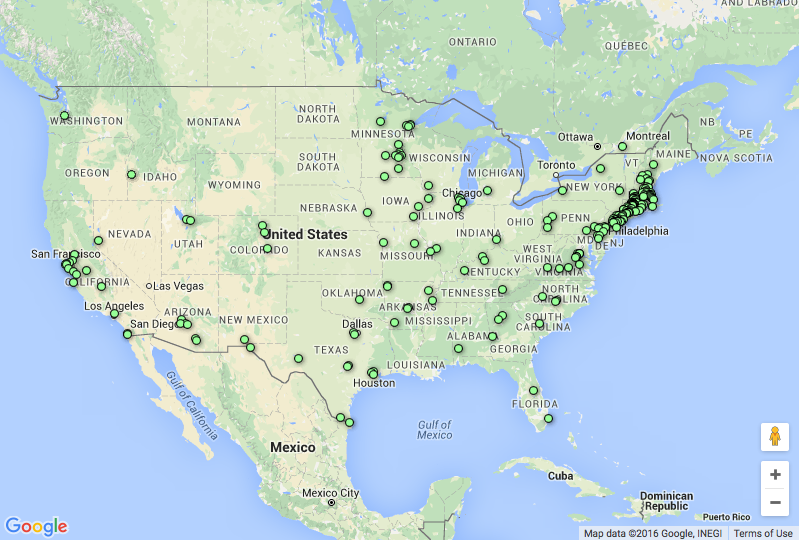 AND LABRADO
ONTARIO
QUÉBEC
WASHINGTON
MONTANA
NORTH
DAKOTA
MINNESOTA
Ottawa
Montreal
NB
PE
MAINE
NOVA SCOTIA
OREGON
IDAHO
SOUTH
DAKOTA
WISCONSIN
MICHIGAN
Toronto
VT
WYOMING
Chicago
NEW YORK
NEBRASKA
IOWA
ILLINOIS
OHIO
PENN
NEVADA
United States
INDIANA
Philadelphia
San Francisco
UTAH
COLORADO
KANSAS
MISSOURI
WEST
VIRGINIA
MD
DE
NJ
CALIFORNIA
Las Vegas
KENTUCKY
VIRGINIA
Los Angeles
OKLAHOMA
TENNESSEE
NORTH
CAROLINA
ARIZONA
NEW MEXICO
ARKANSAS
San Diego
Dallas
MISSISSIPPI
SOUTH
CAROLINA
TEXAS
ALABAMA
GEORGIA
LOUISIANA
Houston
Gulf of
California
FLORIDA
Gulf of
Mexico
Mexico
Cuba
Mexico City
Dominican
Republic
Puerto Rico
+
−
Google
Map data ©2016 Google, INEGI
Terms of Use